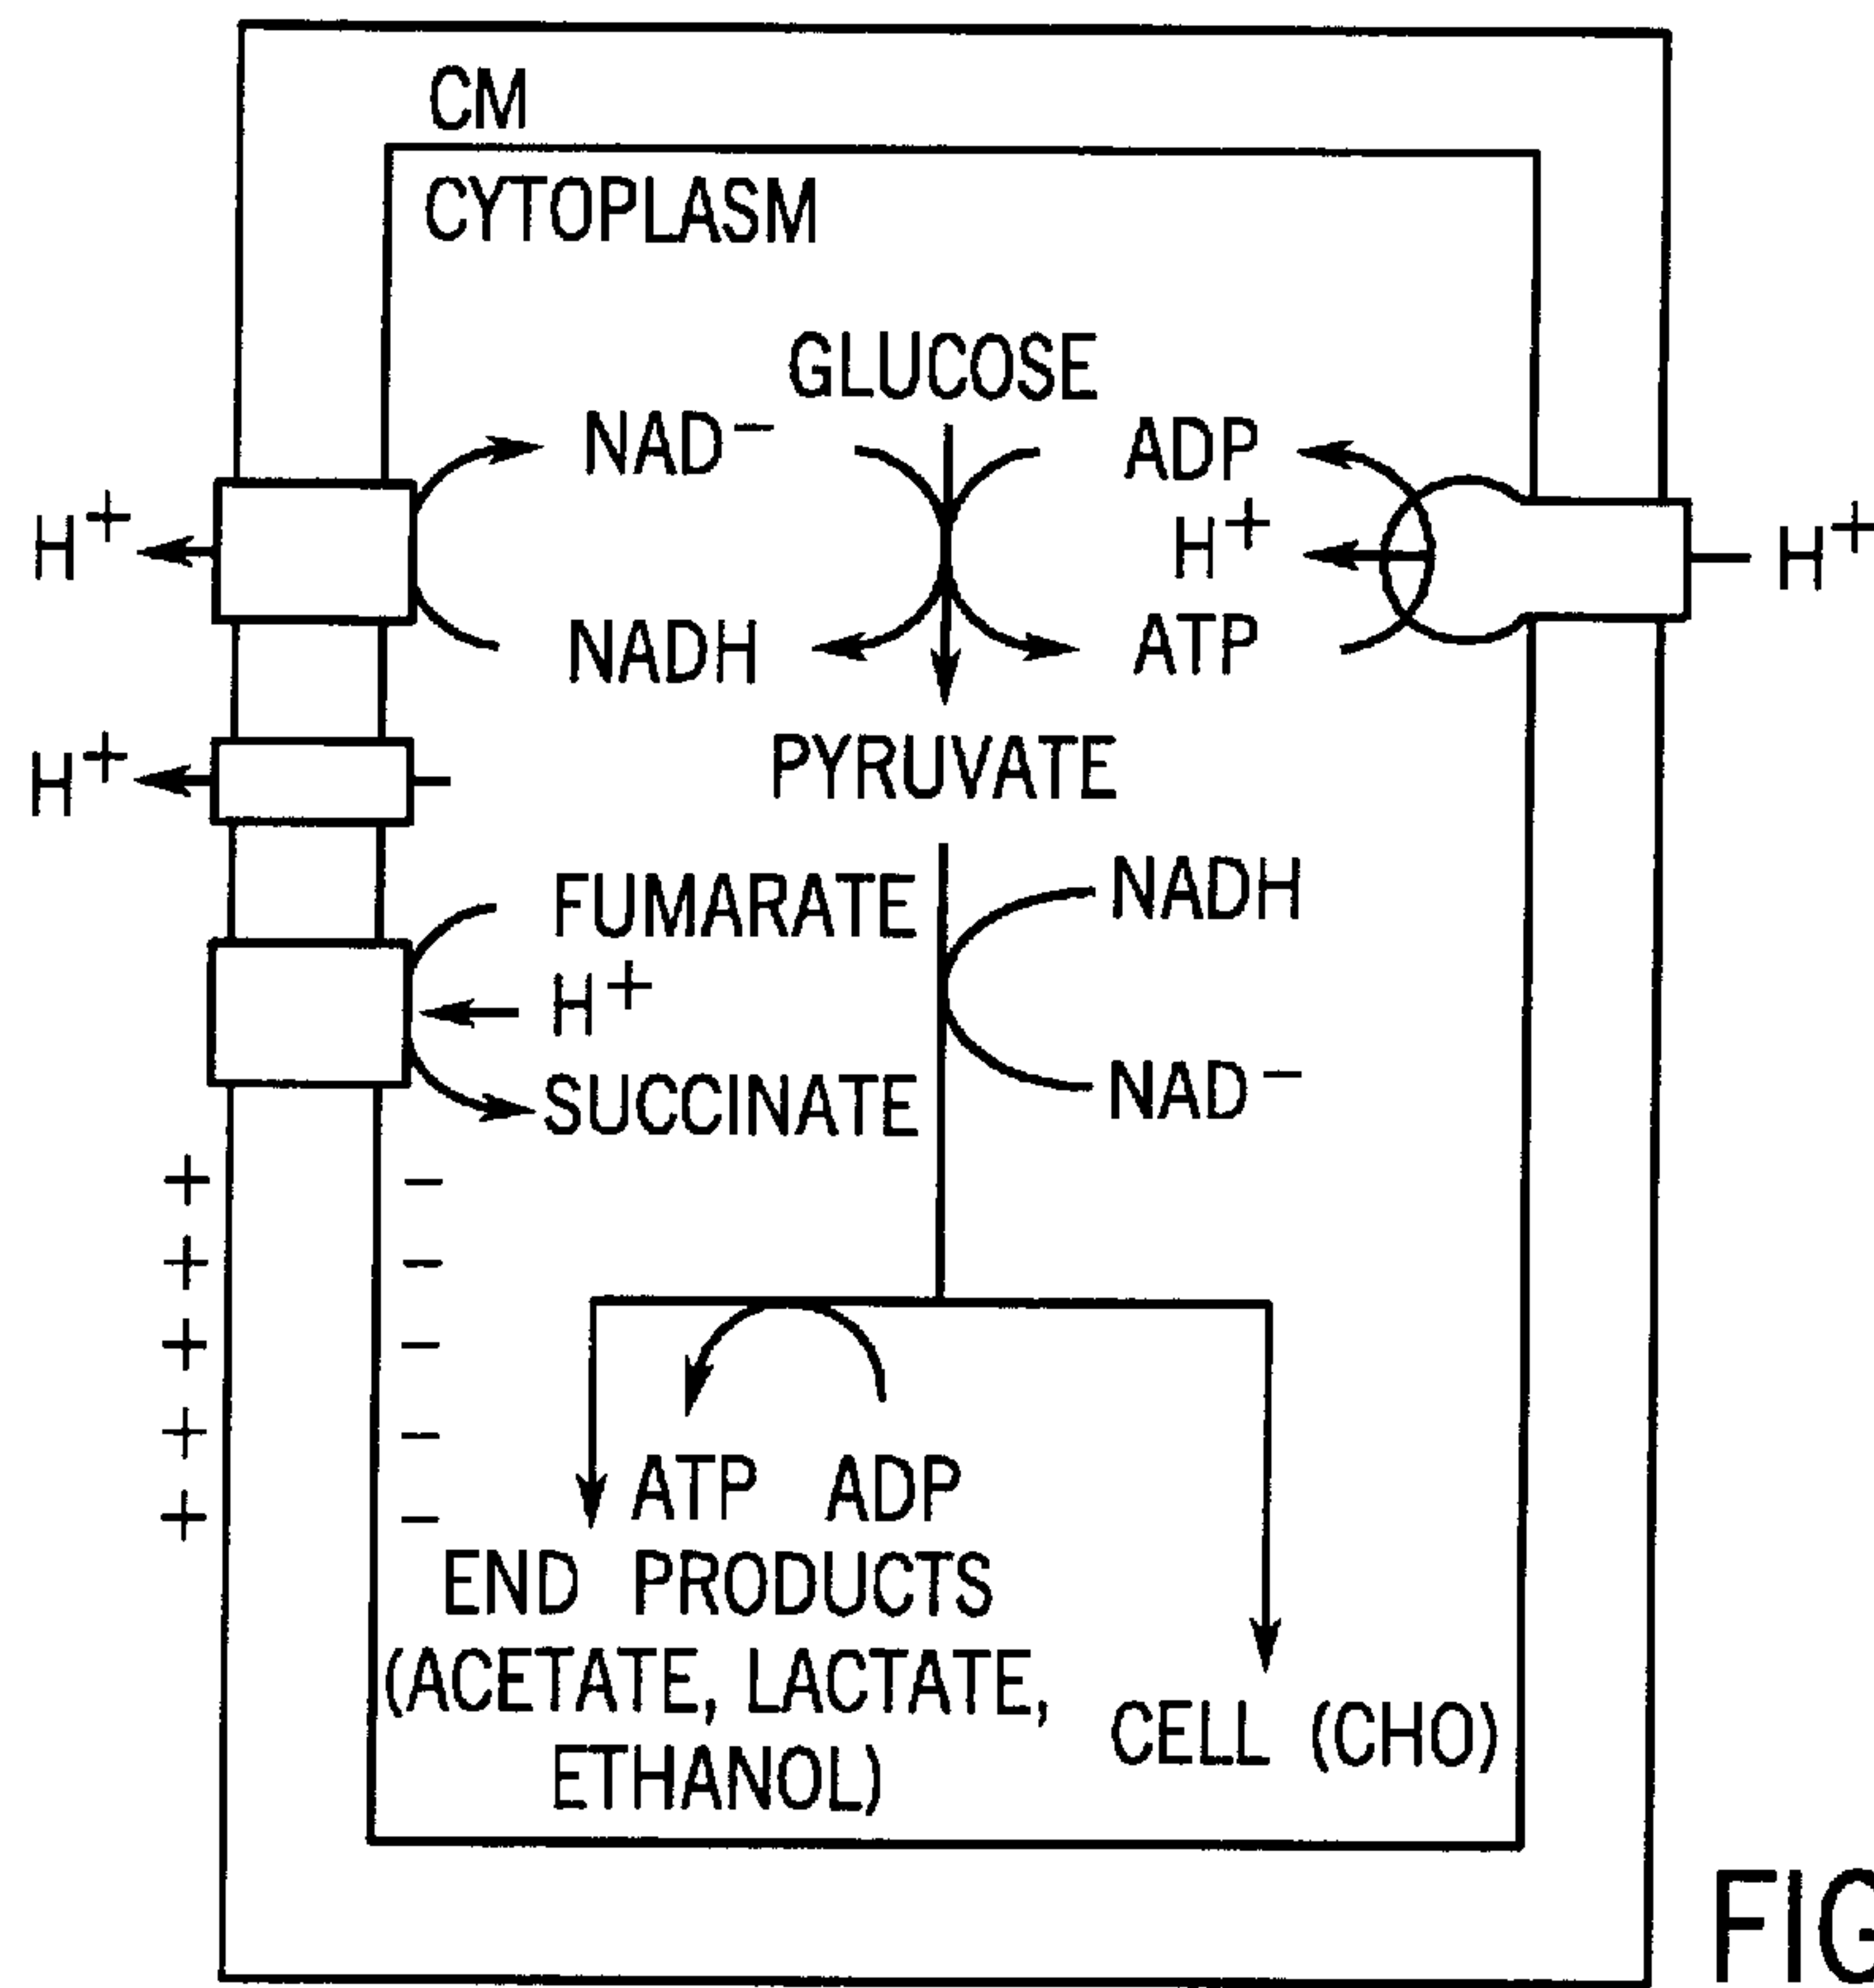 CM
CYTOPLASM
GLUCOSE
NAD⁻
ADP
H⁺
H⁺
H⁺
NADH
ATP
H⁺
PYRUVATE
FUMARATE
NADH
H⁺
SUCCINATE
NAD⁻
+ −
+ −
+ −
+ −
+ −
ATP ADP
END PRODUCTS
(ACETATE, LACTATE,
ETHANOL)
CELL (CHO)
FIG